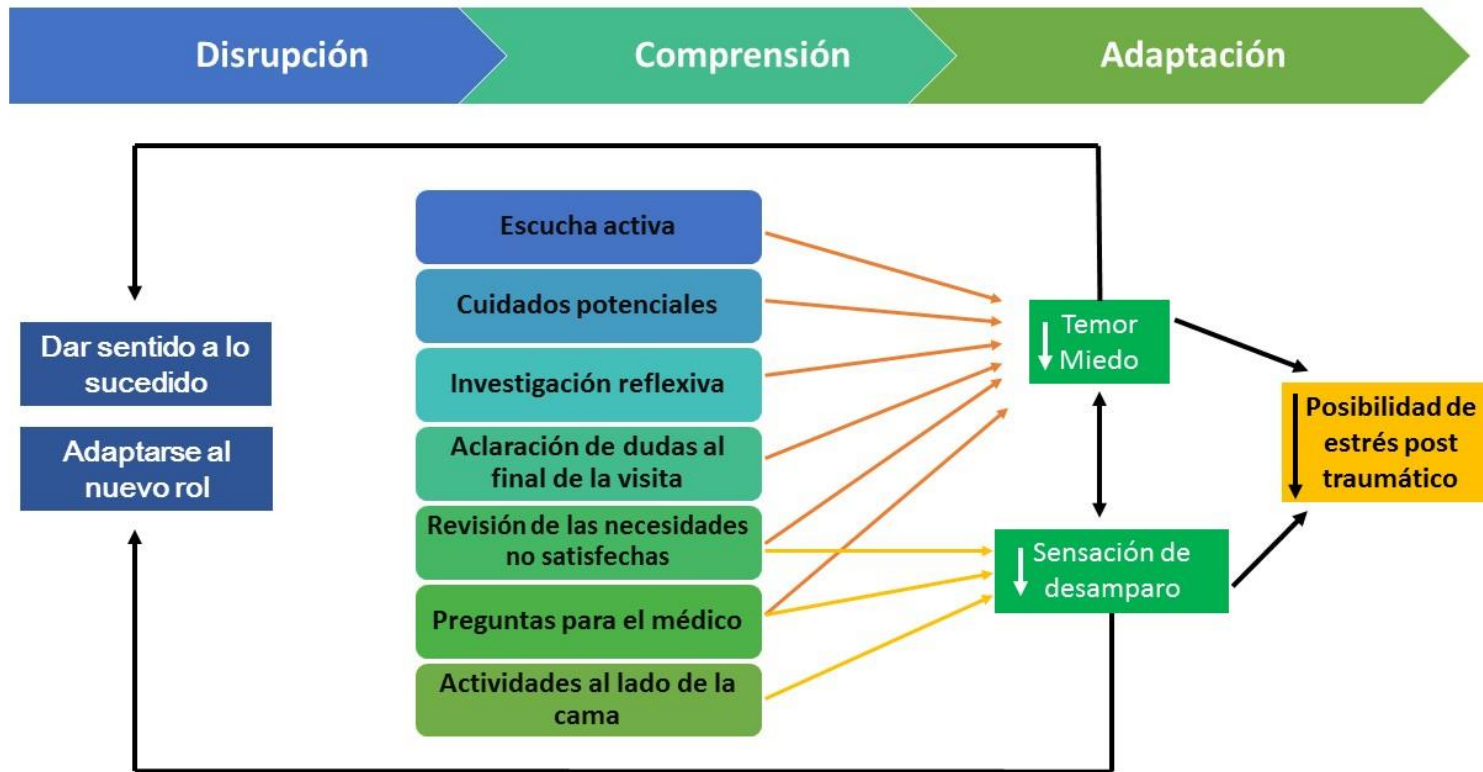 Disrupción
Comprensión
Adaptación
Dar sentido a lo
sucedido
Adaptarse al
nuevo rol
Escucha activa
Cuidados potenciales
Investigación reflexiva
Aclaración de dudas al
final de la visita
Revisión de las necesidades
no satisfechas
Preguntas para el médico
Actividades al lado de la
cama
Temor
Miedo
Sensación de
desamparo
Posibilidad de
estrés post
traumático